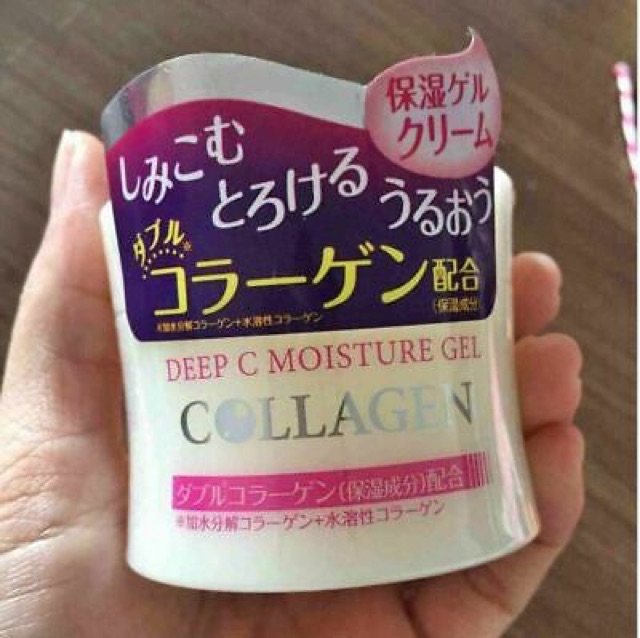 保湿ゲル
クリーム
しみこむ
とろける
うるおう
ダブル※
コラーゲン配合
(保湿成分)
※加水分解コラーゲン+水溶性コラーゲン
DEEP C MOISTURE GEL
COLLAGEN
ダブルコラーゲン(保湿成分)配合
※加水分解コラーゲン+水溶性コラーゲン